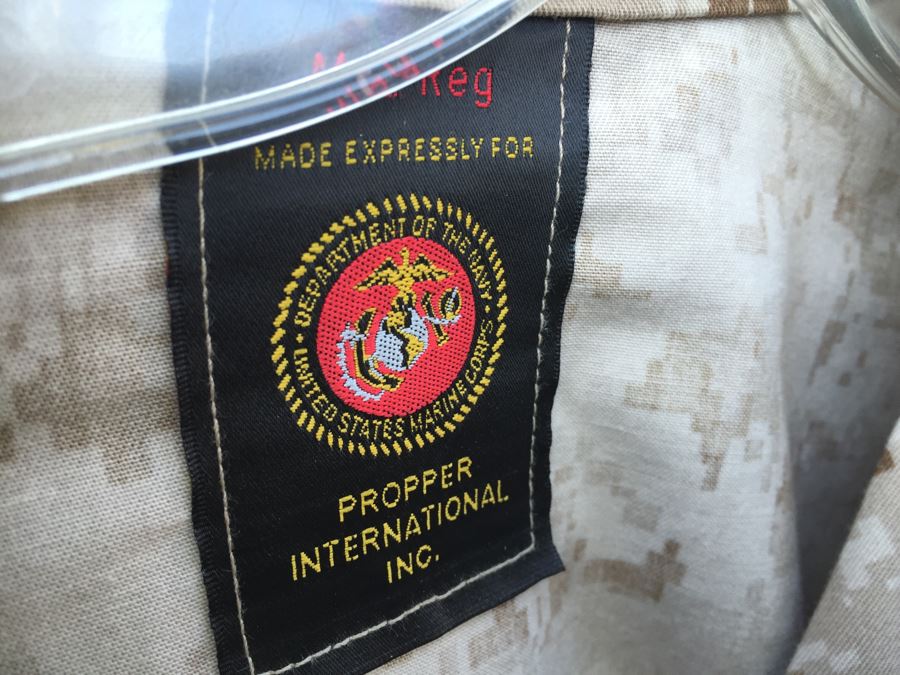 Reg
MADE EXPRESSLY FOR
DEPARTMENT OF THE NAVY
• UNITED STATES MARINE CORPS •
PROPPER
INTERNATIONAL
INC.